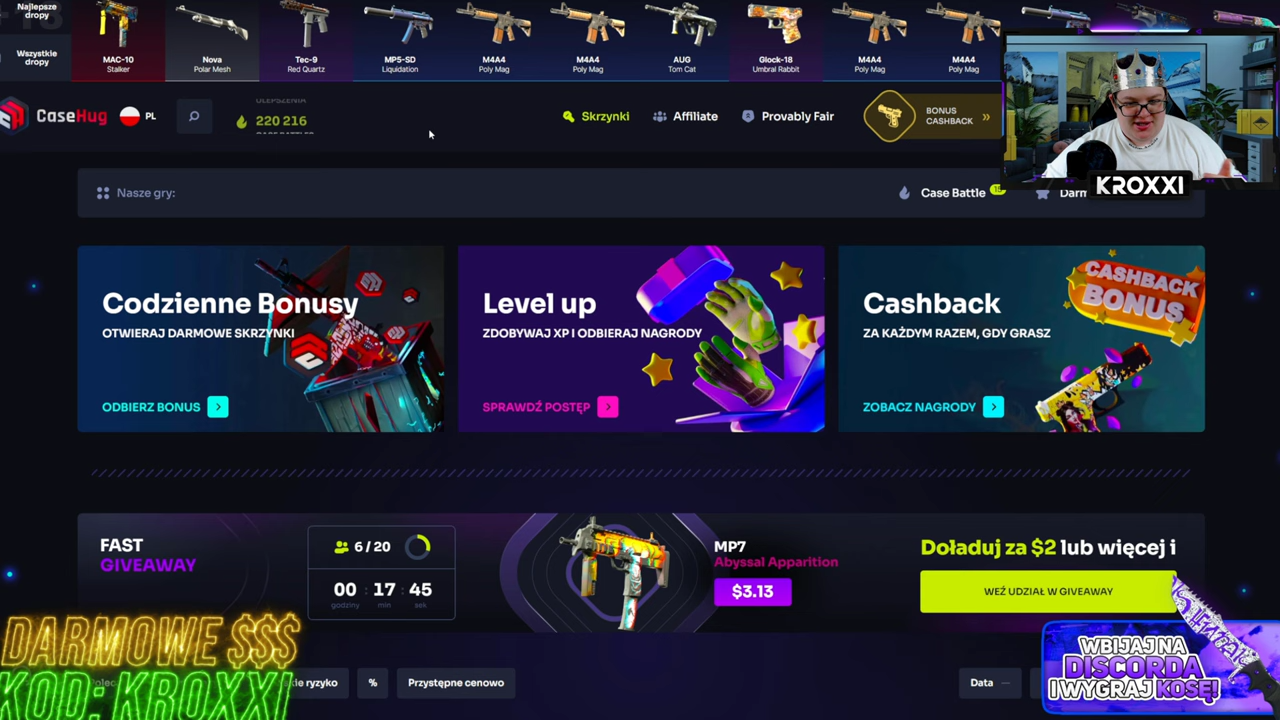 Najlepsze
dropy
Wszystkie
dropy
MAC-10
Stalker
Nova
Polar Mesh
Tec-9
Red Quartz
MP5-SD
Liquidation
M4A4
Poly Mag
M4A4
Poly Mag
AUG
Tom Cat
Glock-18
Umbral Rabbit
M4A4
Poly Mag
M4A4
Poly Mag
CaseHug
PL
ULEPSZENIA
220 216
CASE BATTLES
Skrzynki
Affiliate
Provably Fair
BONUS
CASHBACK
KROXXI
Nasze gry:
Case Battle
Codzienne Bonusy
OTWIERAJ DARMOWE SKRZYNKI
ODBIERZ BONUS
Level up
ZDOBYWAJ XP I ODBIERAJ NAGRODY
SPRAWDŹ POSTĘP
Cashback
ZA KAŻDYM RAZEM, GDY GRASZ
ZOBACZ NAGRODY
CASHBACK
BONUS
FAST
GIVEAWAY
6 / 20
00 : 17 : 45
godziny min sek
MP7
Abyssal Apparition
$3.13
Doładuj za $2 lub więcej i
WEŹ UDZIAŁ W GIVEAWAY
DARMOWE $$$
KOD: KROXXI
ryzyko
%
Przystępne cenowo
Data
WBIJAJ NA
DISCORDA
I WYGRAJ KOSĘ!